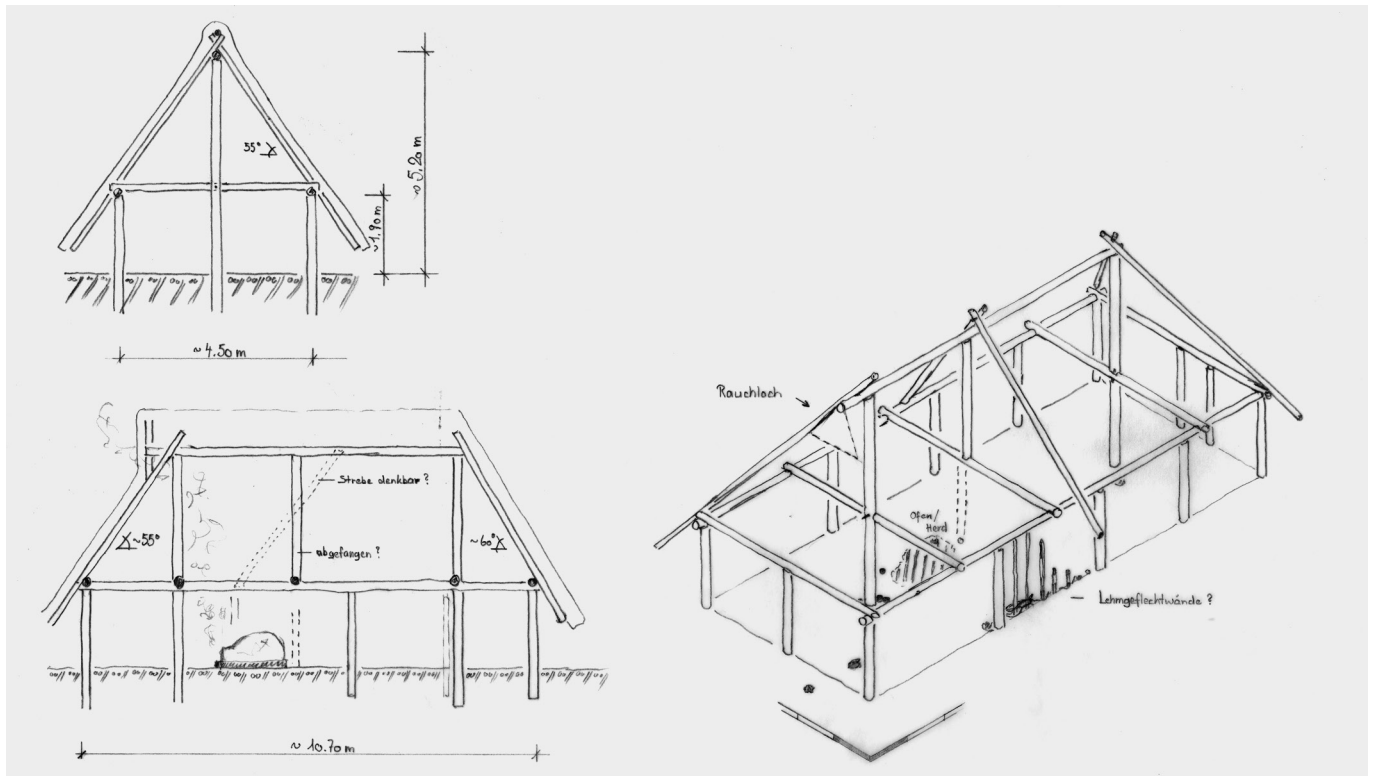 55°
~ 5.20 m
~ 1.90 m
~ 4.50 m
Strebe denkbar ?
~55°
~60°
abgefangen ?
~ 10.70 m
Rauchloch
Ofen/
Herd
Lehmgeflechtwände ?